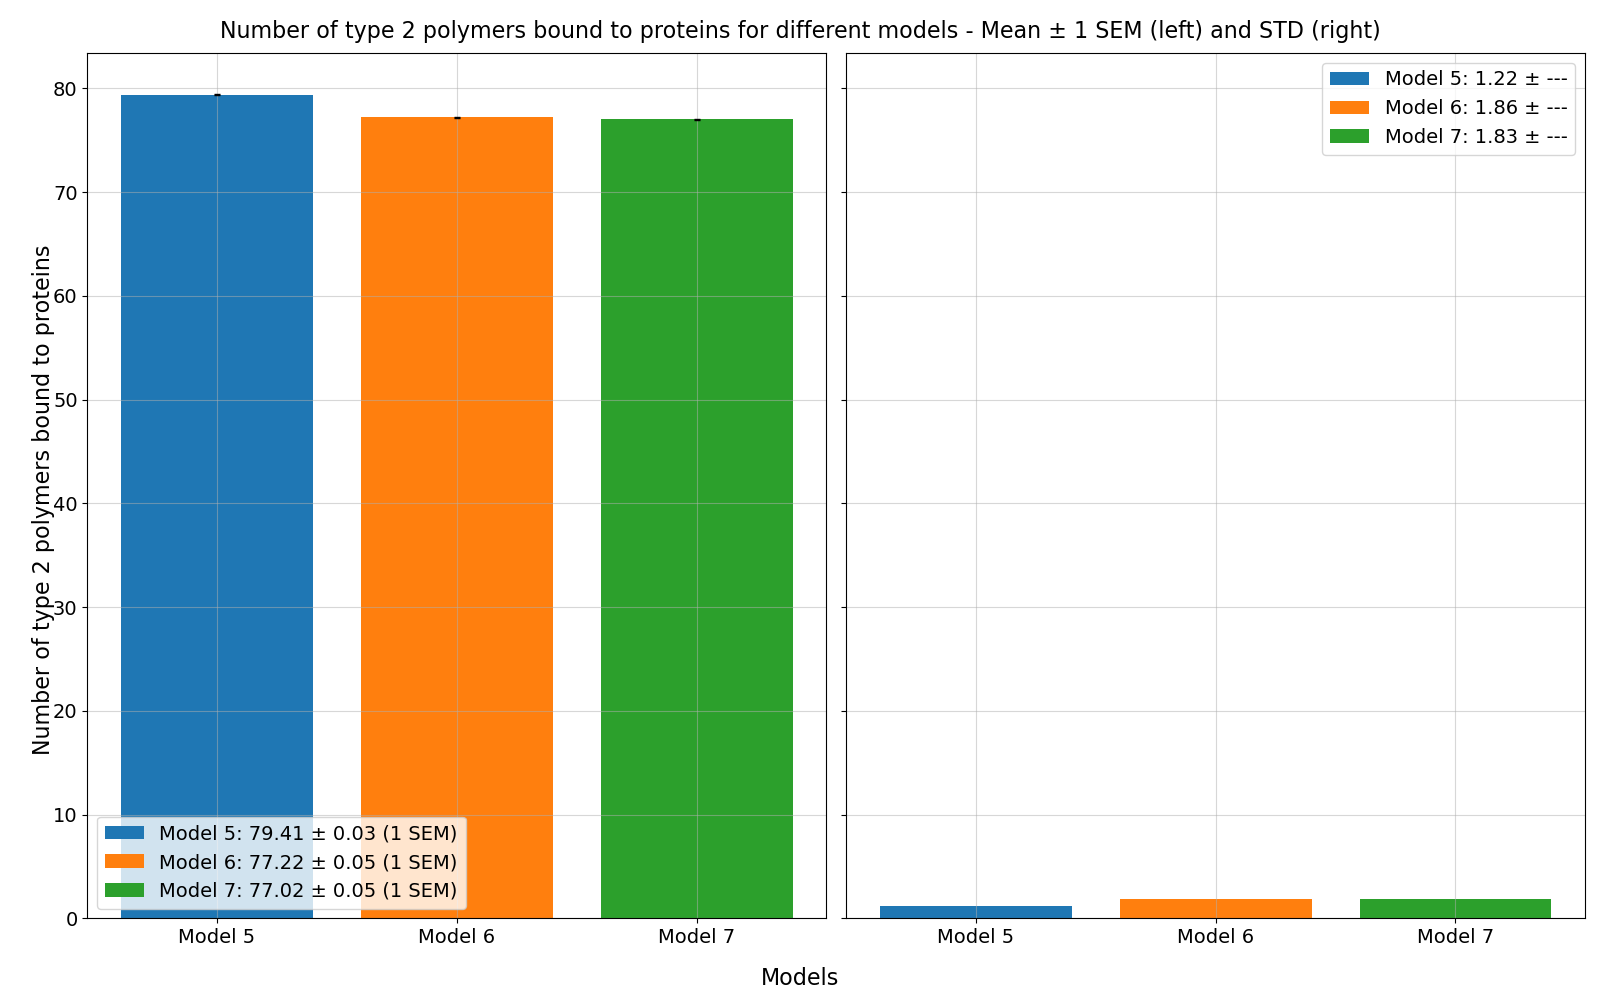 Number of type 2 polymers bound to proteins for different models - Mean ± 1 SEM (left) and STD (right)
Number of type 2 polymers bound to proteins
80
70
60
50
40
30
20
10
0
Model 5: 79.41 ± 0.03 (1 SEM)
Model 6: 77.22 ± 0.05 (1 SEM)
Model 7: 77.02 ± 0.05 (1 SEM)
Model 5
Model 6
Model 7
Model 5: 1.22 ± ---
Model 6: 1.86 ± ---
Model 7: 1.83 ± ---
Model 5
Model 6
Model 7
Models